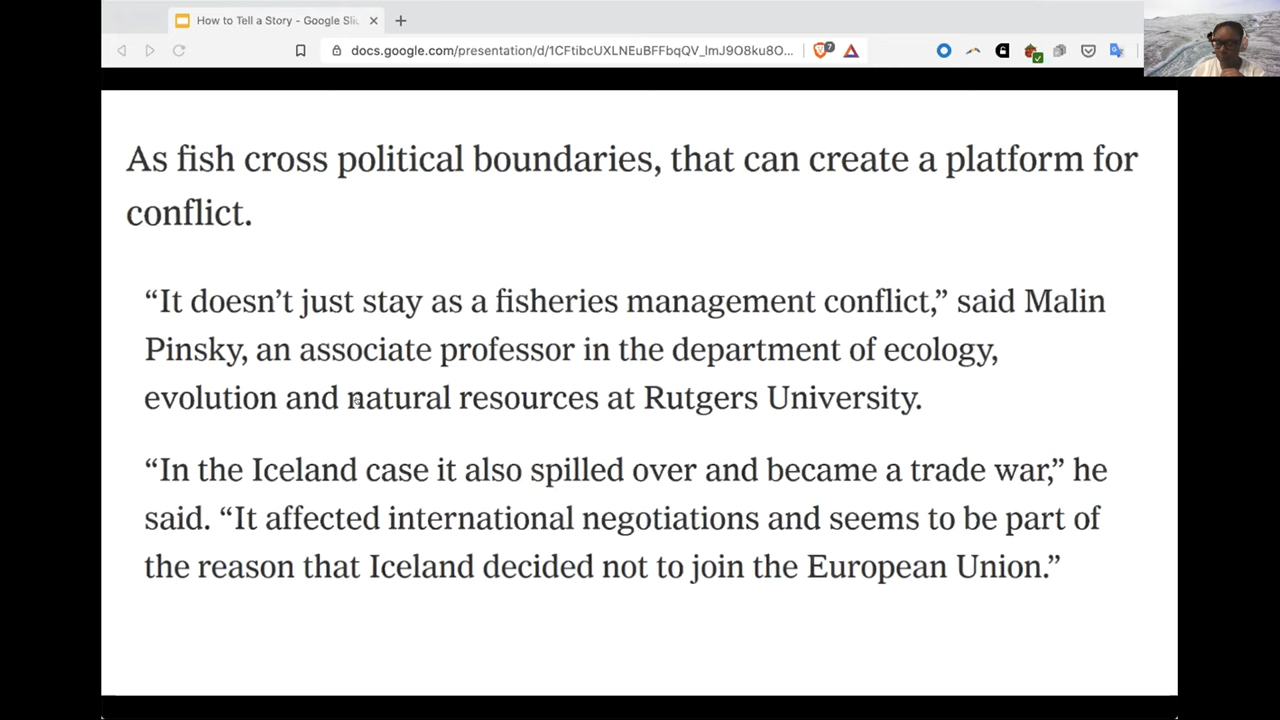 How to Tell a Story - Google Slid
docs.google.com/presentation/d/1CFtibcUXLNEuBFFbqQV_lmJ9O8ku8O...
7
As fish cross political boundaries, that can create a platform for
conflict.
“It doesn’t just stay as a fisheries management conflict,” said Malin
Pinsky, an associate professor in the department of ecology,
evolution and natural resources at Rutgers University.
“In the Iceland case it also spilled over and became a trade war,” he
said. “It affected international negotiations and seems to be part of
the reason that Iceland decided not to join the European Union.”